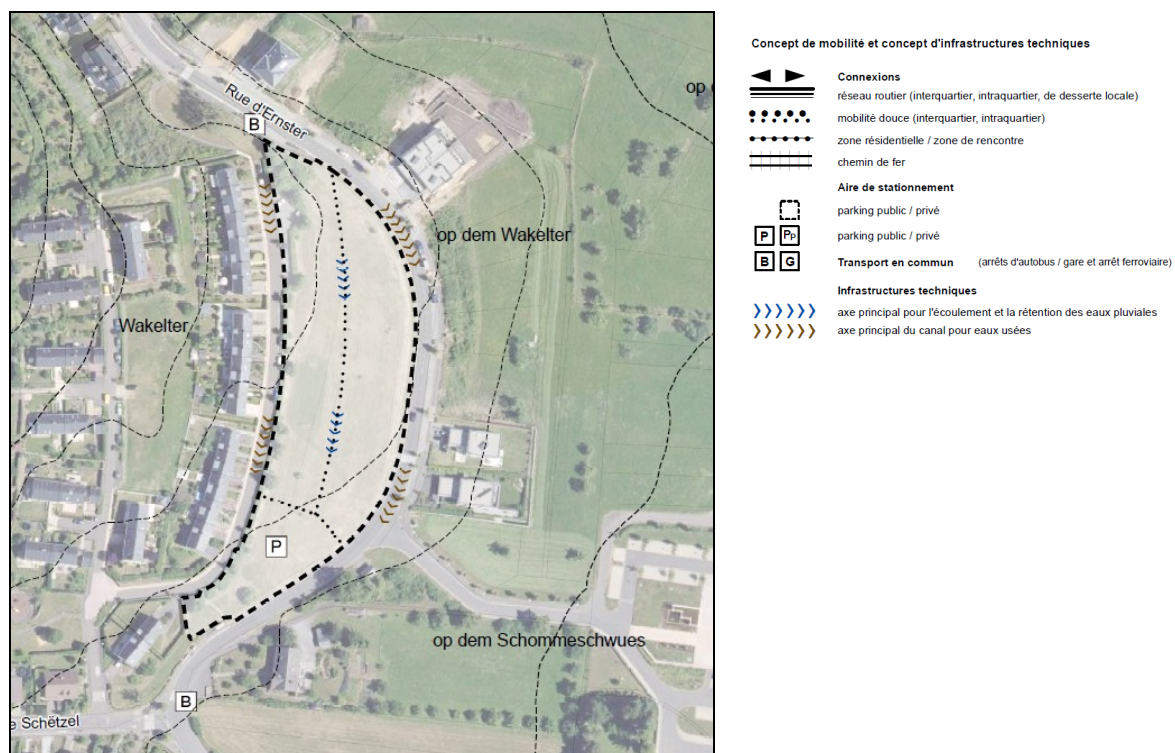 Concept de mobilité et concept d'infrastructures techniques
Connexions
réseau routier (interquartier, intraquartier, de desserte locale)
mobilité douce (interquartier, intraquartier)
zone résidentielle / zone de rencontre
chemin de fer
Aire de stationnement
parking public / privé
P PP parking public / privé
B G Transport en commun (arrêts d'autobus / gare et arrêt ferroviaire)
Infrastructures techniques
axe principal pour l'écoulement et la rétention des eaux pluviales
axe principal du canal pour eaux usées
op d
Rue d'Ernster
B
op dem Wakelter
Wakelter
P
op dem Schommeschwues
B
e Schëtzel